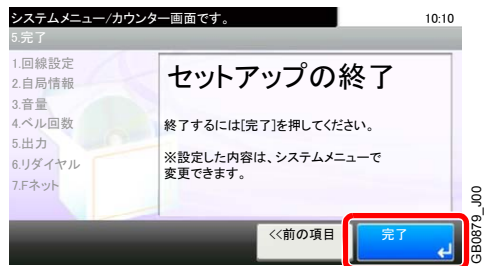 システムメニュー/カウンター画面です。
10:10
5.完了
1.回線設定
2.自局情報
3.音量
4.ベル回数
5.出力
6.リダイヤル
7.Fネット
セットアップの終了
終了するには[完了]を押してください。
※設定した内容は、システムメニューで
変更できます。
<<前の項目
完了
GB0879_J00